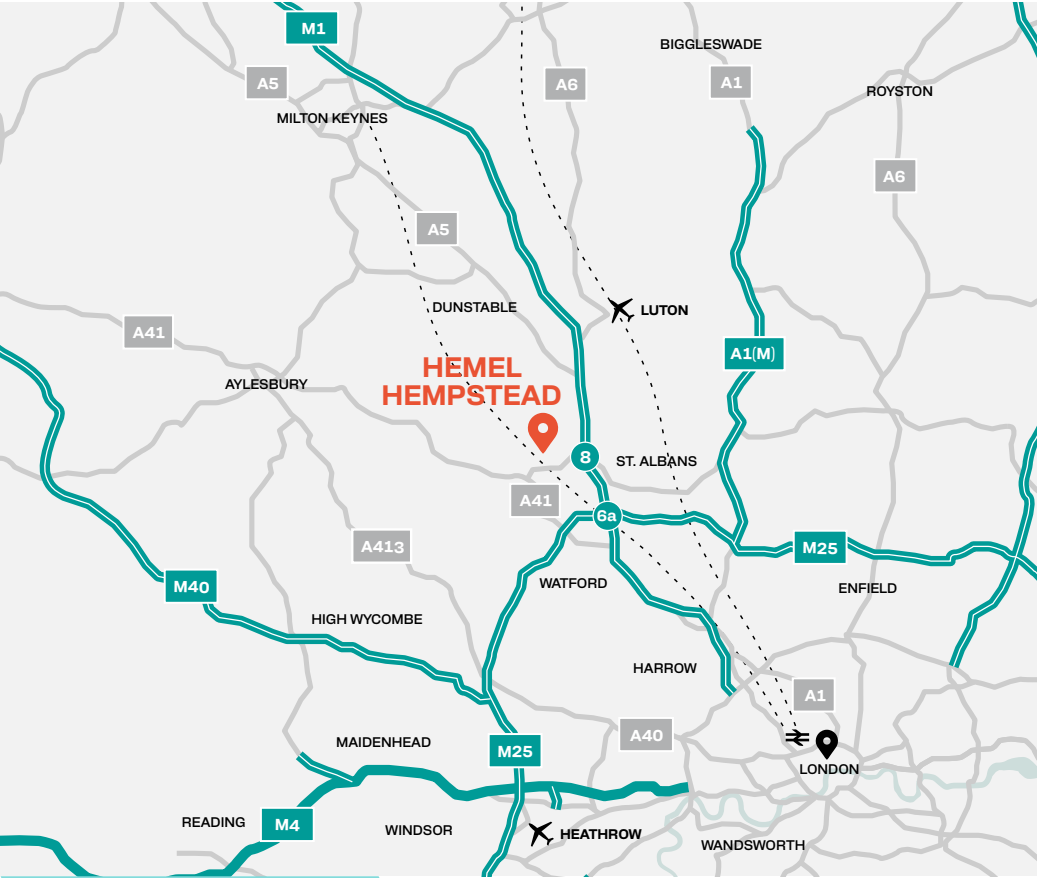 M1
BIGGLESWADE
A5
A6
A1
ROYSTON
MILTON KEYNES
A6
A5
DUNSTABLE
LUTON
A41
A1(M)
HEMEL
HEMPSTEAD
AYLESBURY
8
ST. ALBANS
A41
6a
A413
M25
M40
WATFORD
ENFIELD
HIGH WYCOMBE
HARROW
A1
A40
MAIDENHEAD
M25
LONDON
READING
M4
WINDSOR
HEATHROW
WANDSWORTH